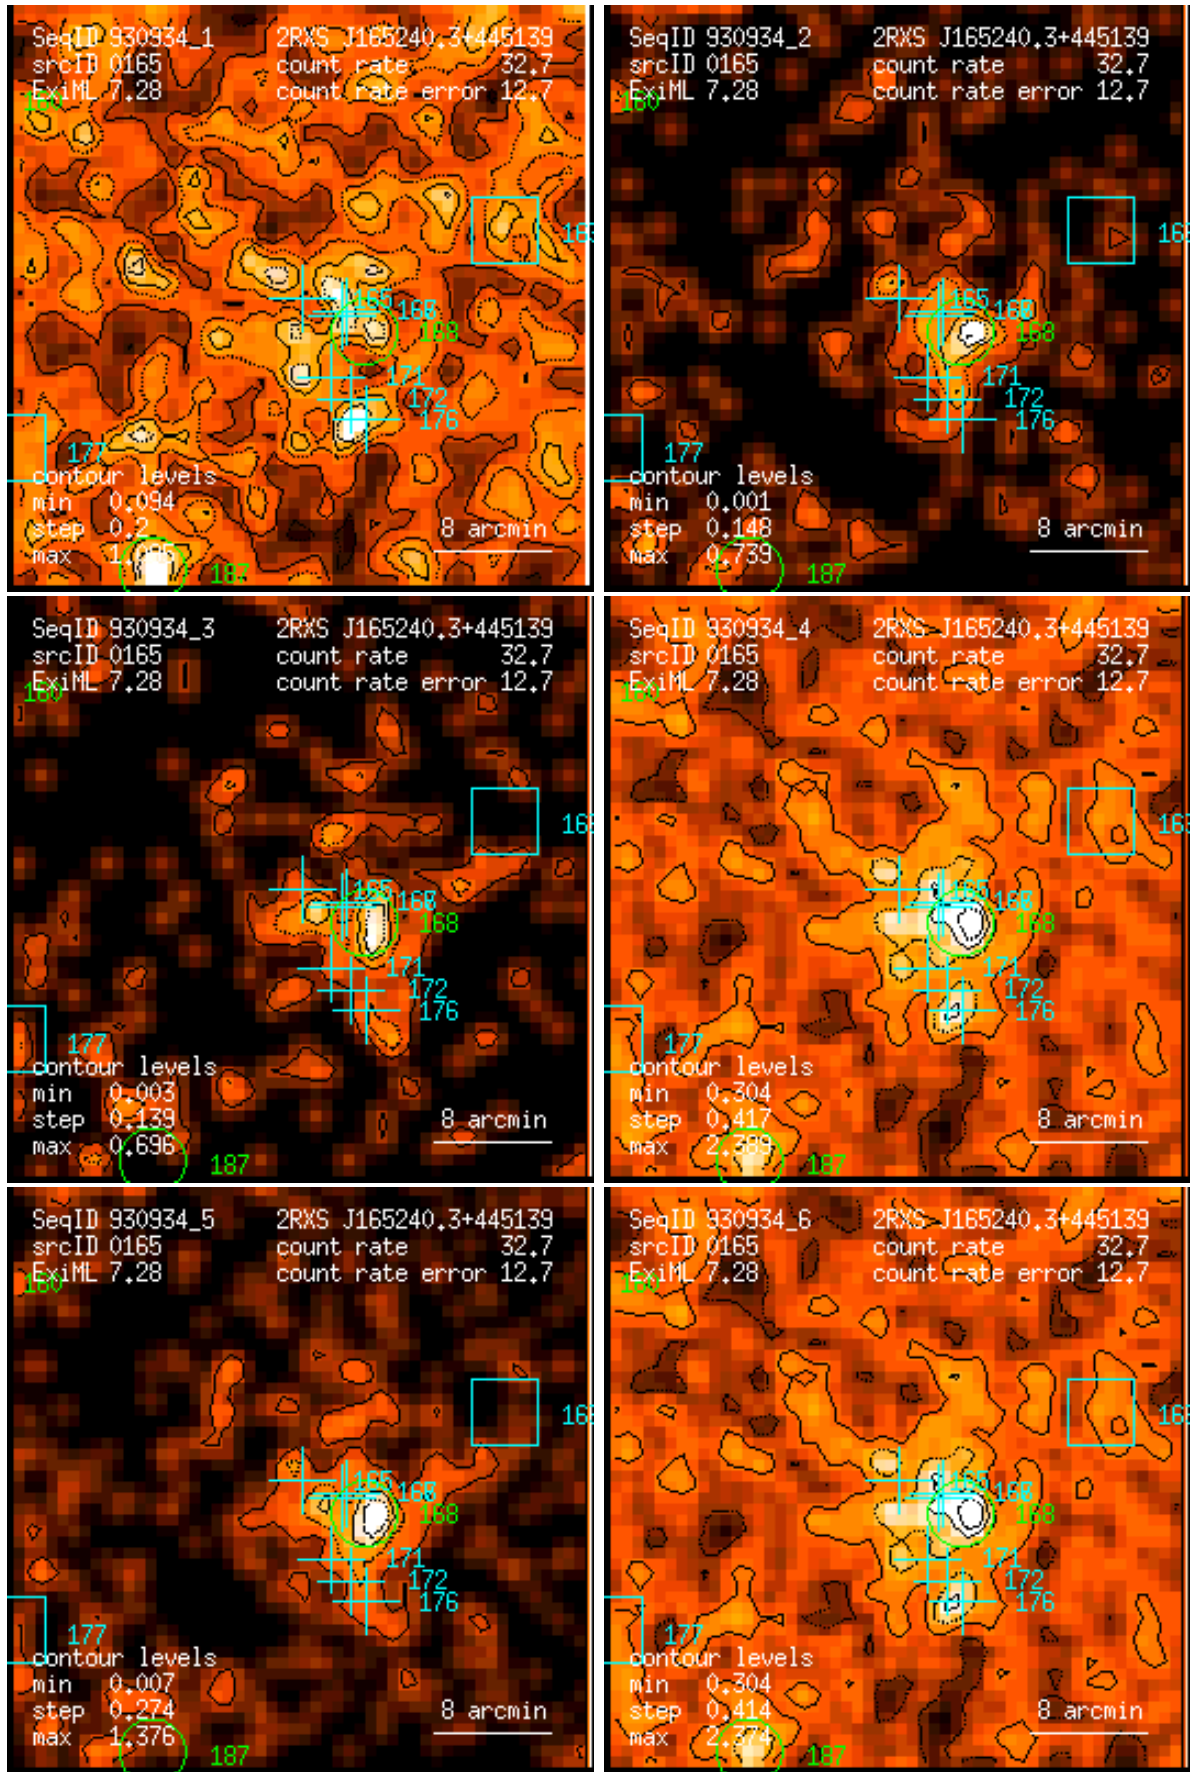 SeqID 930934_1 2RXS J165240.3+445139
srcID 0165 count rate 32.7
ExiML 7.28 count rate error 12.7
160
165
168
168
171
172
176
177
contour levels
min 0.094
step 0.2
max
8 arcmin
187
SeqID 930934_2 2RXS J165240.3+445139
srcID 0165 count rate 32.7
ExiML 7.28 count rate error 12.7
160
165
168
168
171
172
176
177
contour levels
min 0.001
step 0.148
max 0.739
8 arcmin
187
SeqID 930934_3 2RXS J165240.3+445139
srcID 0165 count rate 32.7
ExiML 7.28 count rate error 12.7
160
165
168
168
171
172
176
177
contour levels
min 0.003
step 0.139
max 0.696
8 arcmin
187
SeqID 930934_4 2RXS J165240.3+445139
srcID 0165 count rate 32.7
ExiML 7.28 count rate error 12.7
160
165
168
168
171
172
176
177
contour levels
min 0.304
step 0.417
max 2.389
8 arcmin
187
SeqID 930934_5 2RXS J165240.3+445139
srcID 0165 count rate 32.7
ExiML 7.28 count rate error 12.7
160
165
168
168
171
172
176
177
contour levels
min 0.007
step 0.274
max 1.376
8 arcmin
187
SeqID 930934_6 2RXS J165240.3+445139
srcID 0165 count rate 32.7
ExiML 7.28 count rate error 12.7
160
165
168
168
171
172
176
177
contour levels
min 0.304
step 0.414
max 2.374
8 arcmin
187